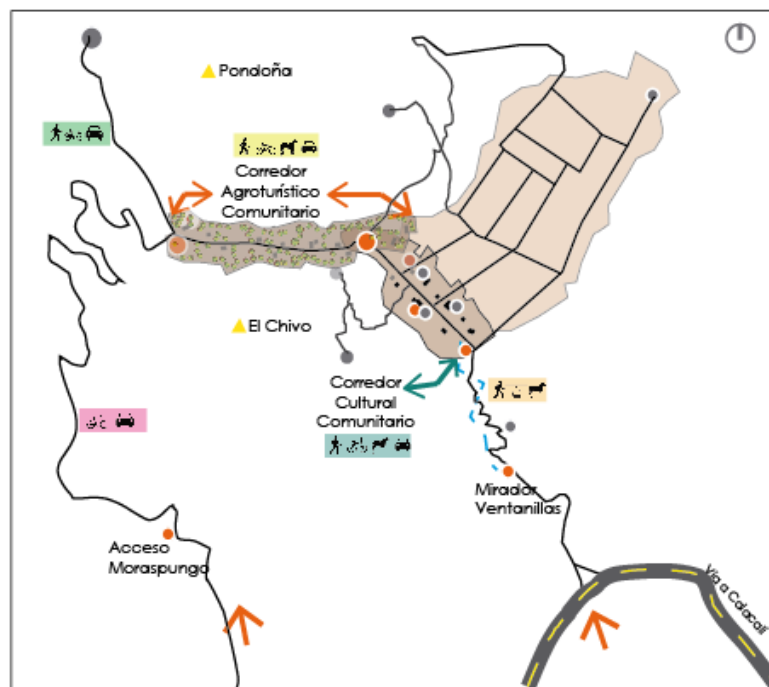 Pondoña
Corredor
Agroturístico
Comunitario
El Chivo
Corredor
Cultural
Comunitario
Mirador
Ventanillas
Acceso
Moraspungo
Vía a Calacalí